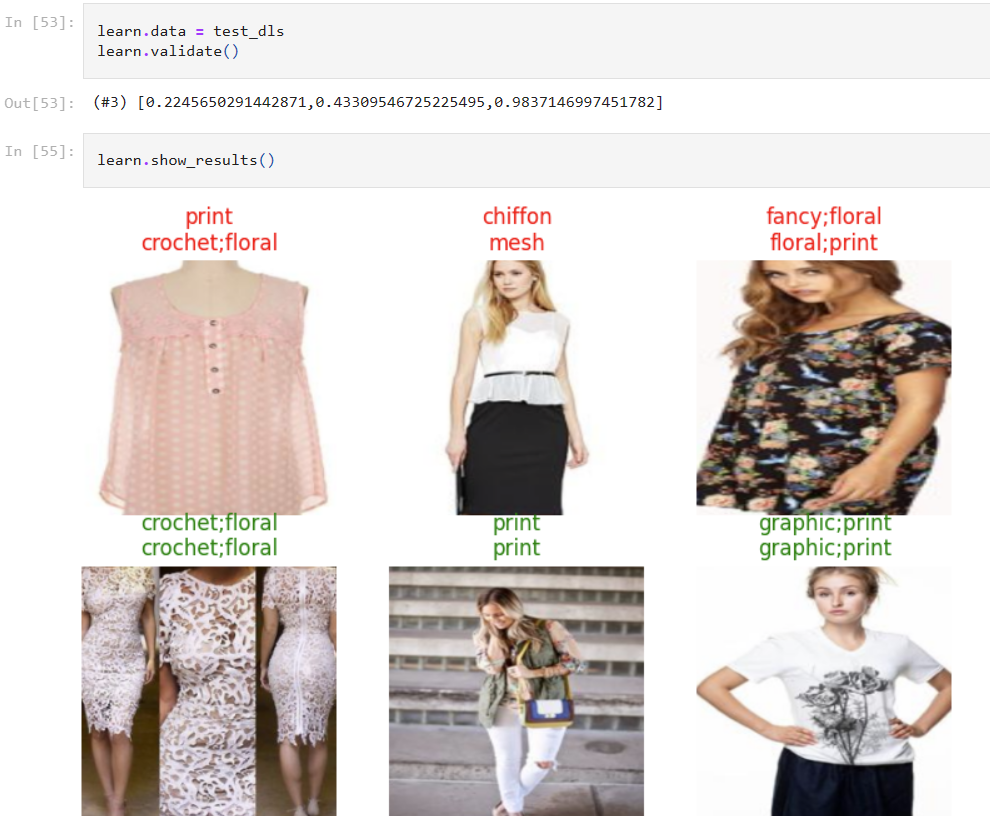 In [53]:
learn.data = test_dls
learn.validate()
Out[53]: (#3) [0.2245650291442871,0.43309546725225495,0.9837146997451782]
In [55]:
learn.show_results()
print chiffon fancy;floral
crochet;floral mesh floral;print
crochet;floral print graphic;print
crochet;floral print graphic;print